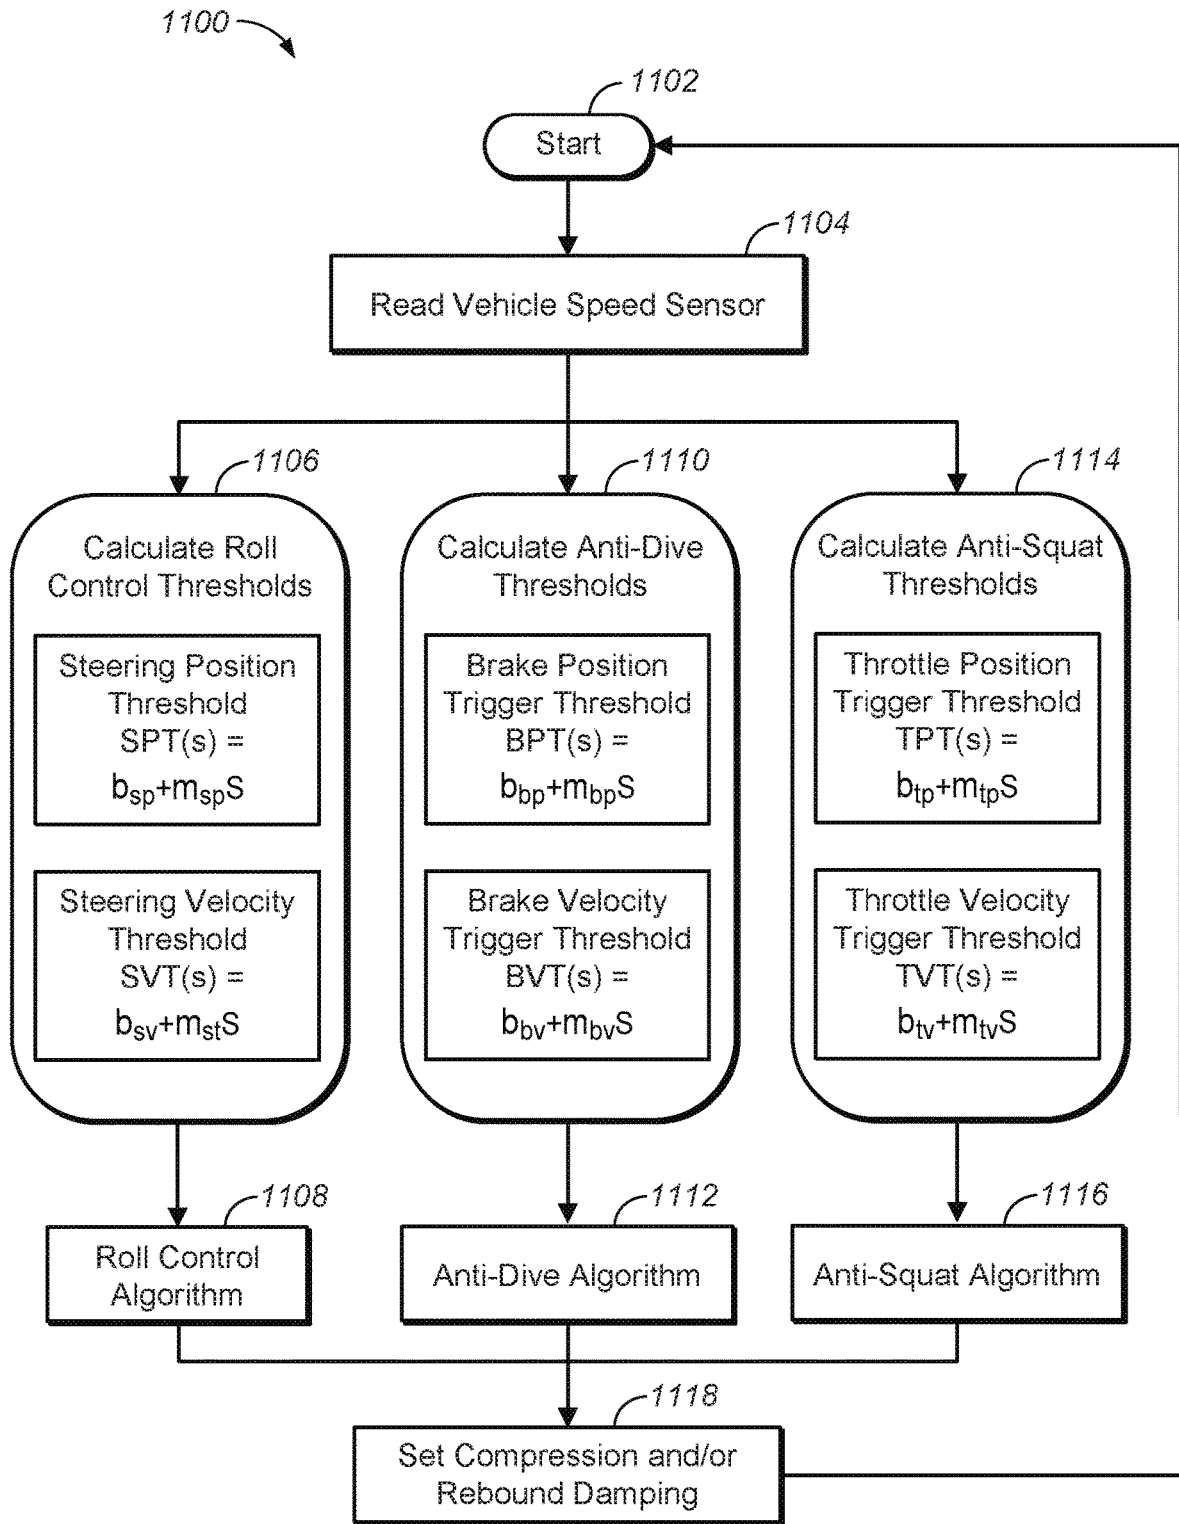 1100
1102
Start
1104
Read Vehicle Speed Sensor
1106
Calculate Roll
Control Thresholds
Steering Position
Threshold
SPT(s) =
bsp+mspS
Steering Velocity
Threshold
SVT(s) =
bsv+mstS
1110
Calculate Anti-Dive
Thresholds
Brake Position
Trigger Threshold
BPT(s) =
bbp+mbpS
Brake Velocity
Trigger Threshold
BVT(s) =
bbv+mbvS
1114
Calculate Anti-Squat
Thresholds
Throttle Position
Trigger Threshold
TPT(s) =
btp+mtpS
Throttle Velocity
Trigger Threshold
TVT(s) =
btv+mtvS
1108
Roll Control
Algorithm
1112
Anti-Dive Algorithm
1116
Anti-Squat Algorithm
1118
Set Compression and/or
Rebound Damping